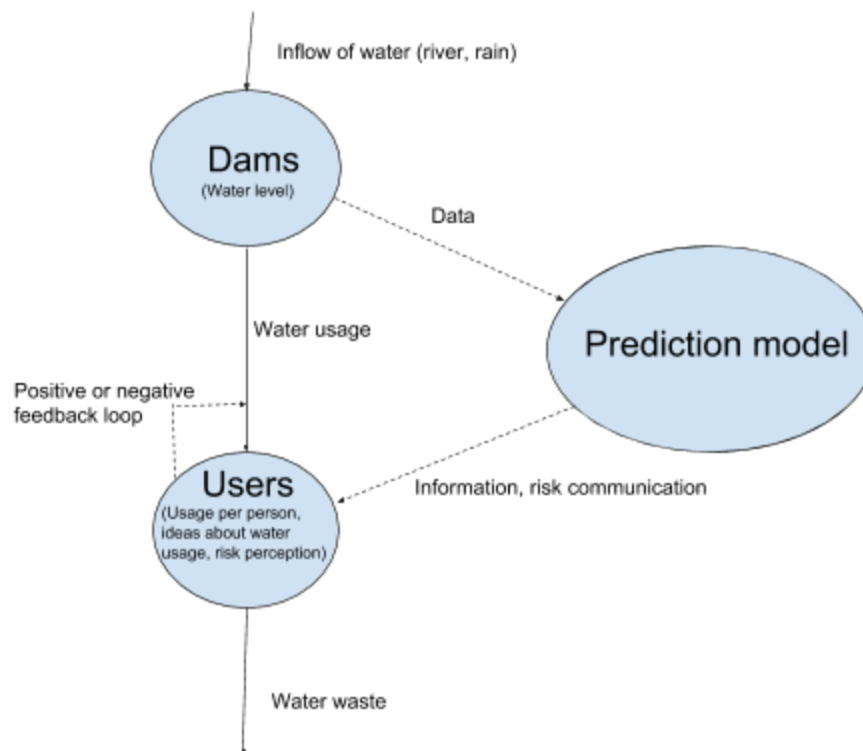 Inflow of water (river, rain)
Dams
(Water level)
Data
Water usage
Prediction model
Positive or negative
feedback loop
Users
(Usage per person,
ideas about water
usage, risk perception)
Information, risk communication
Water waste